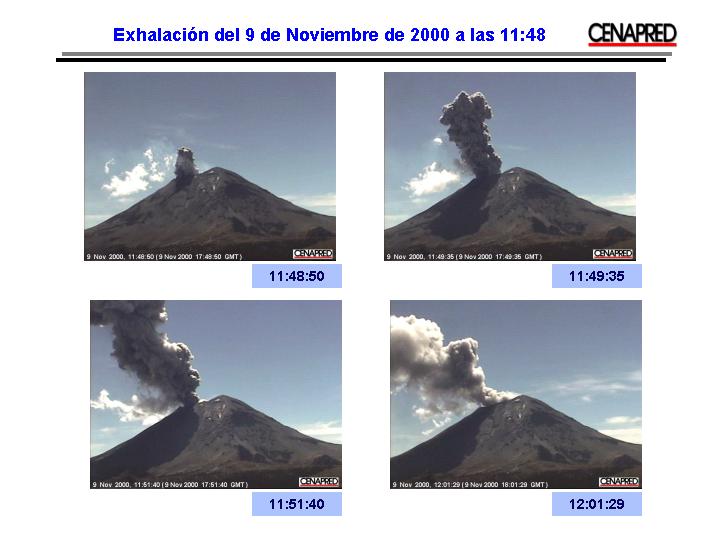 Exhalación del 9 de Noviembre de 2000 a las 11:48
CENAPRED
9 Nov 2000, 11:48:50 (9 Nov 2000 17:48:50 GMT)
CENAPRED
9 Nov 2000, 11:49:35 (9 Nov 2000 17:49:35 GMT)
CENAPRED
11:48:50
11:49:35
9 Nov 2000, 11:51:40 (9 Nov 2000 17:51:40 GMT)
CENAPRED
9 Nov 2000, 12:01:29 (9 Nov 2000 18:01:29 GMT)
CENAPRED
11:51:40
12:01:29